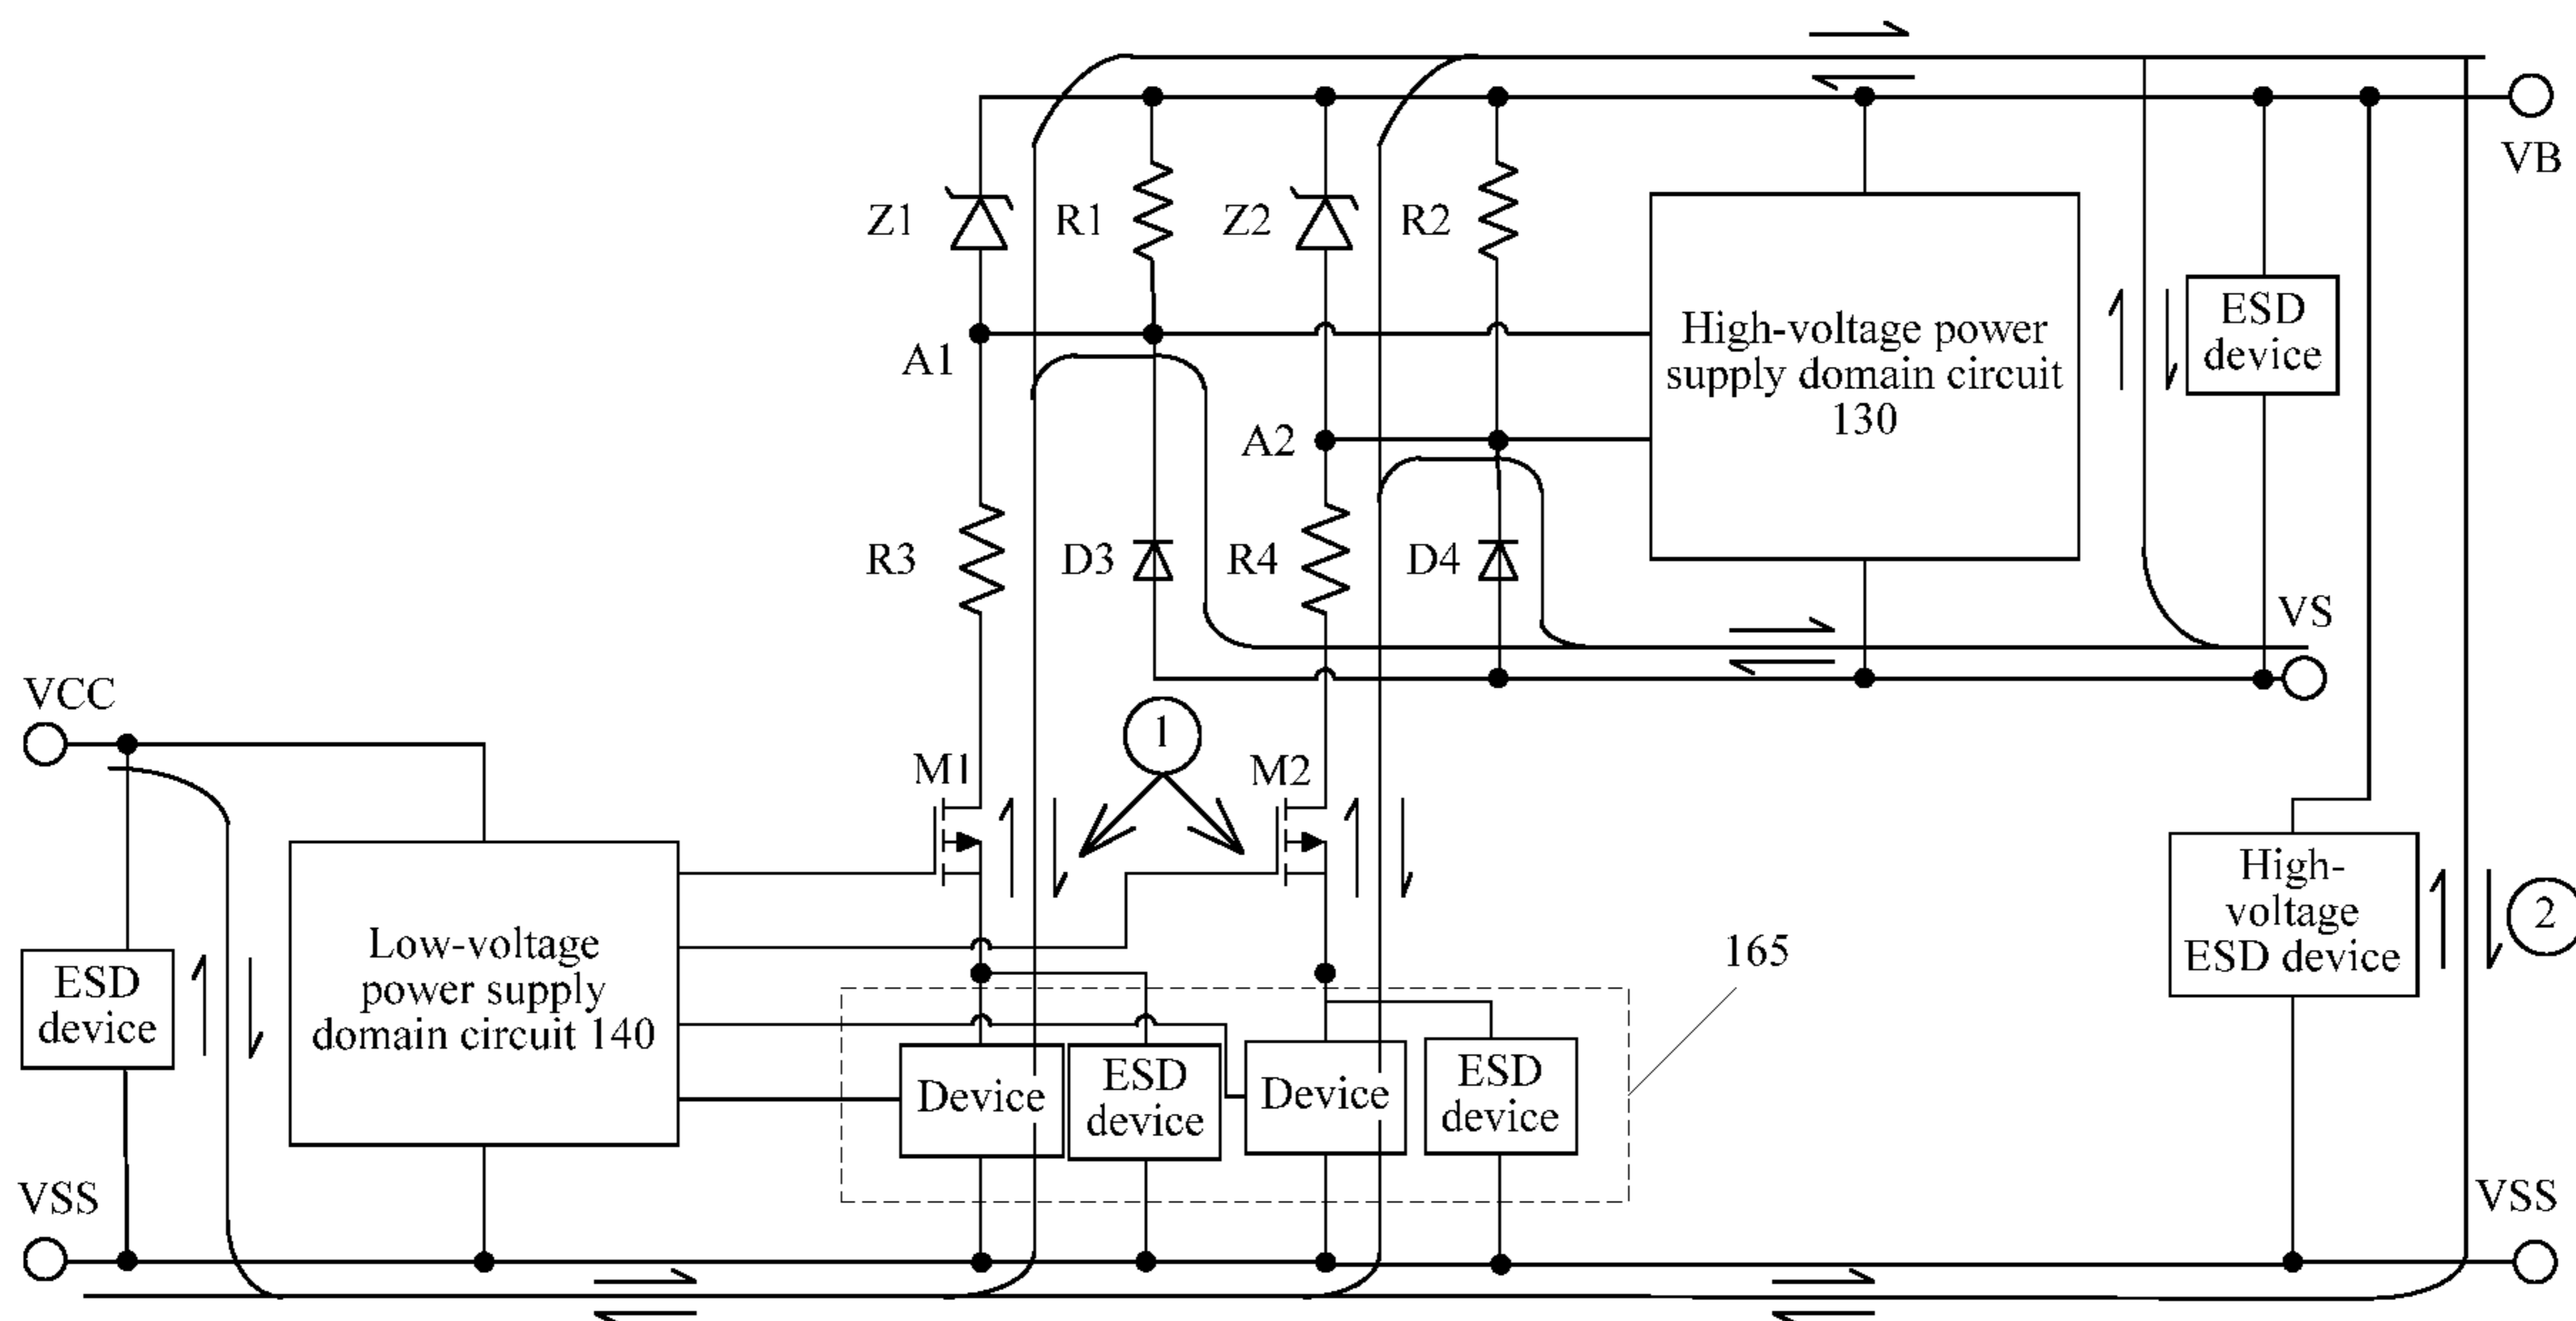 VB
Z1
R1
Z2
R2
High-voltage power
supply domain circuit
130
ESD
device
A1
A2
R3
D3
R4
D4
VS
VCC
1
M1
M2
High-
voltage
ESD device
2
Low-voltage
power supply
domain circuit 140
ESD
device
165
Device
ESD
device
Device
ESD
device
VSS
VSS